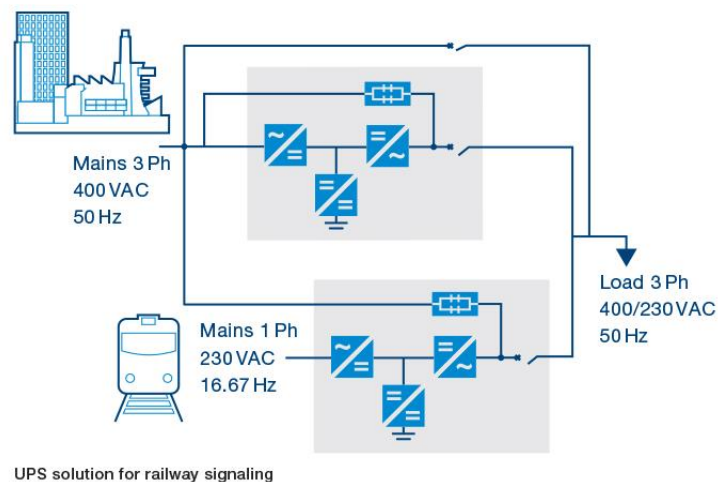 Mains 3 Ph
400 VAC
50 Hz
Load 3 Ph
400/230 VAC
50 Hz
Mains 1 Ph
230 VAC
16.67 Hz
UPS solution for railway signaling